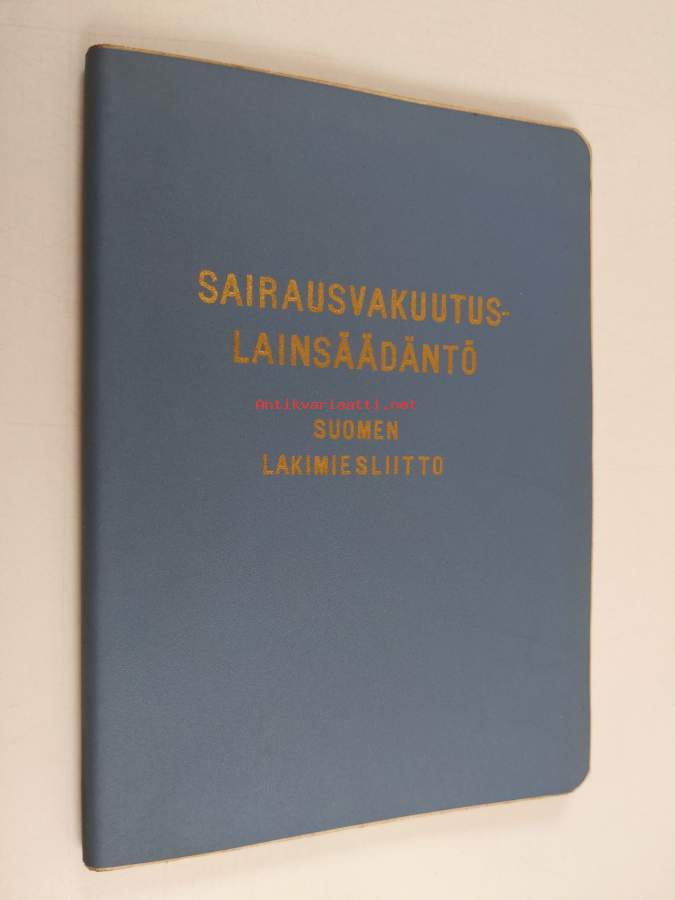 SAIRAUSVAKUUTUS-
LAINSÄÄDÄNTÖ
Antikvariaatti.net
SUOMEN
LAKIMIESLIITTO